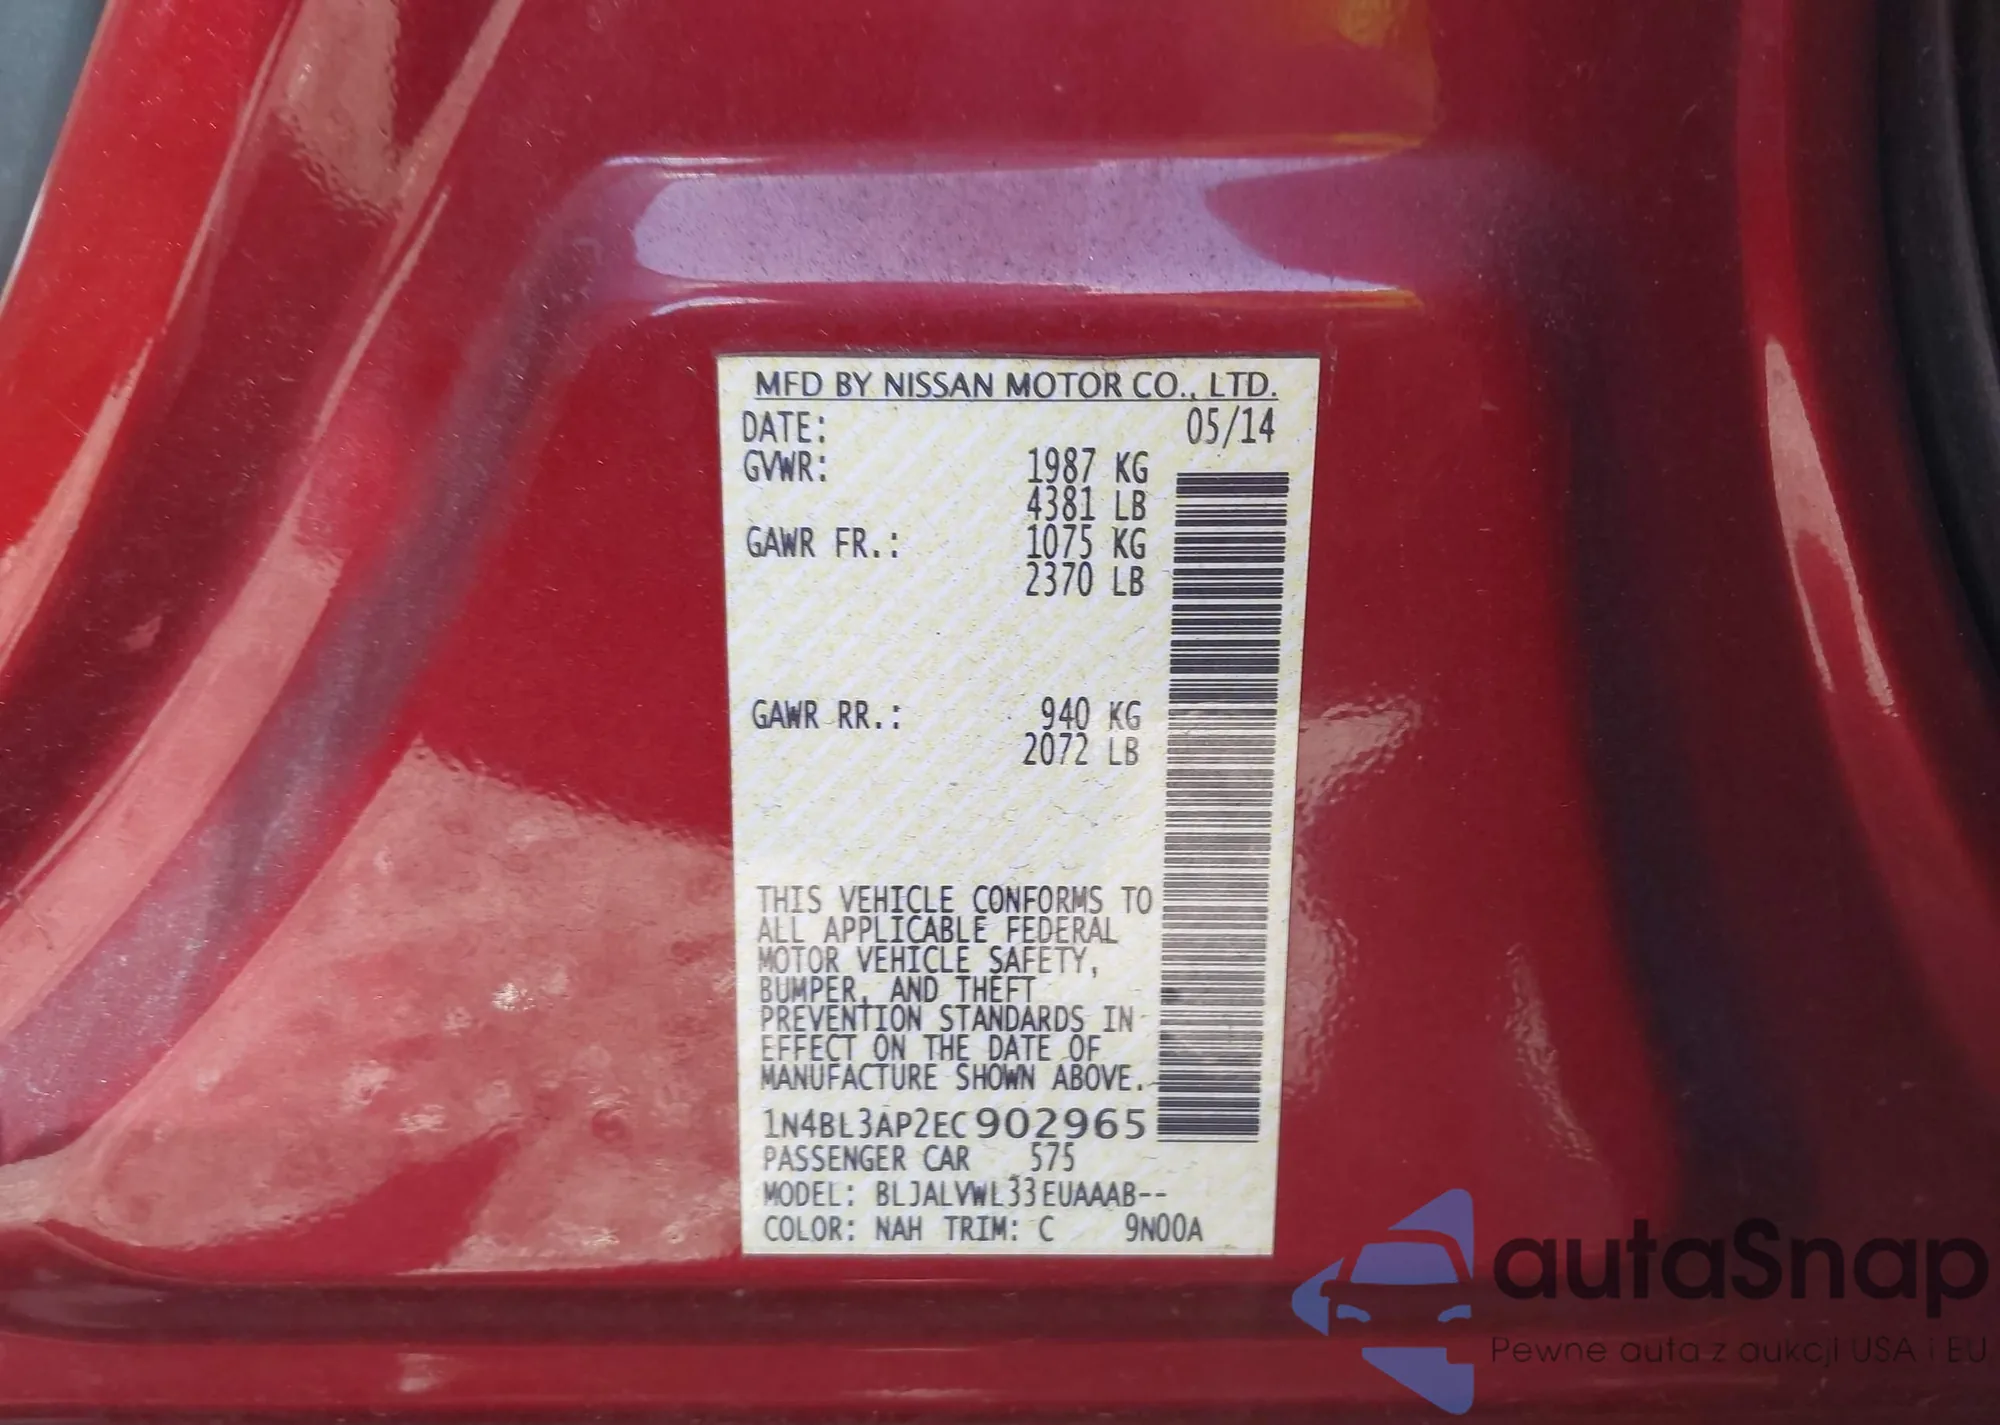 MFD BY NISSAN MOTOR CO., LTD.
DATE: 05/14
GVWR: 1987 KG
4381 LB
GAWR FR.: 1075 KG
2370 LB
GAWR RR.: 940 KG
2072 LB
THIS VEHICLE CONFORMS TO
ALL APPLICABLE FEDERAL
MOTOR VEHICLE SAFETY,
BUMPER, AND THEFT
PREVENTION STANDARDS IN
EFFECT ON THE DATE OF
MANUFACTURE SHOWN ABOVE.
1N4BL3AP2EC902965
PASSENGER CAR 575
MODEL: BLJALVWL33EUAAAB--
COLOR: NAH TRIM: C 9N00A
autaSnap
Pewne auta z aukcji USA i EU